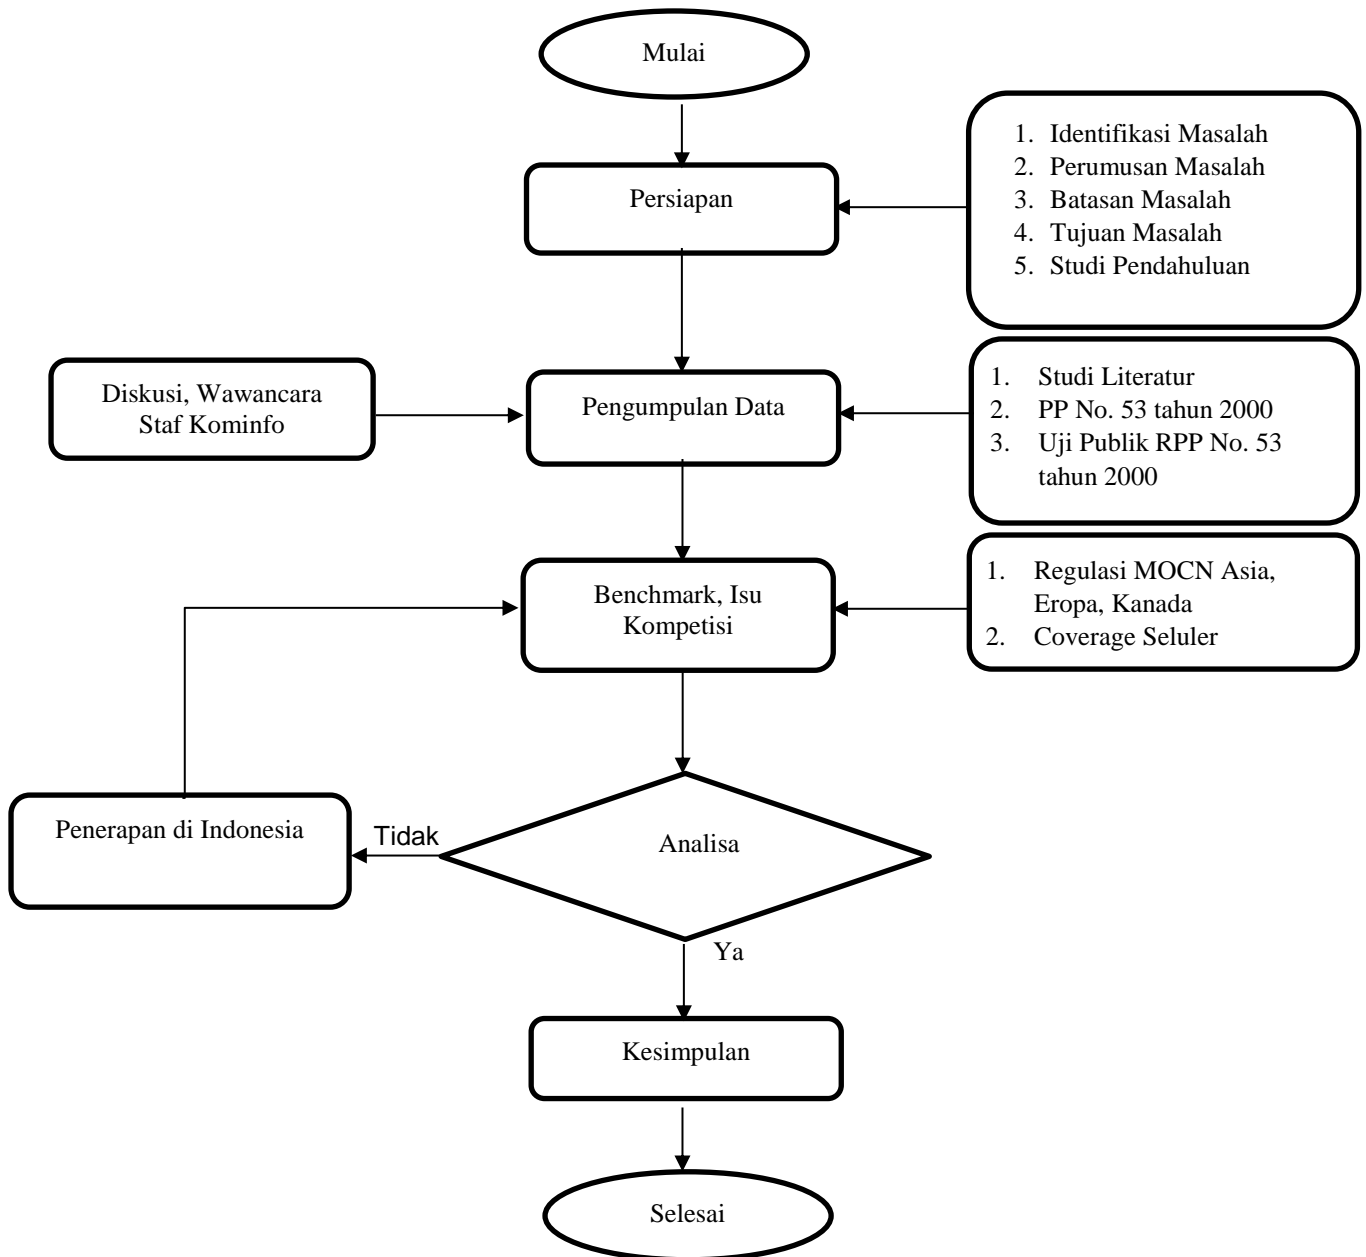 Mulai
1. Identifikasi Masalah
2. Perumusan Masalah
3. Batasan Masalah
4. Tujuan Masalah
5. Studi Pendahuluan
Persiapan
Diskusi, Wawancara
Staf Kominfo
Pengumpulan Data
1. Studi Literatur
2. PP No. 53 tahun 2000
3. Uji Publik RPP No. 53
tahun 2000
Benchmark, Isu
Kompetisi
1. Regulasi MOCN Asia,
Eropa, Kanada
2. Coverage Seluler
Penerapan di Indonesia
Tidak
Analisa
Ya
Kesimpulan
Selesai